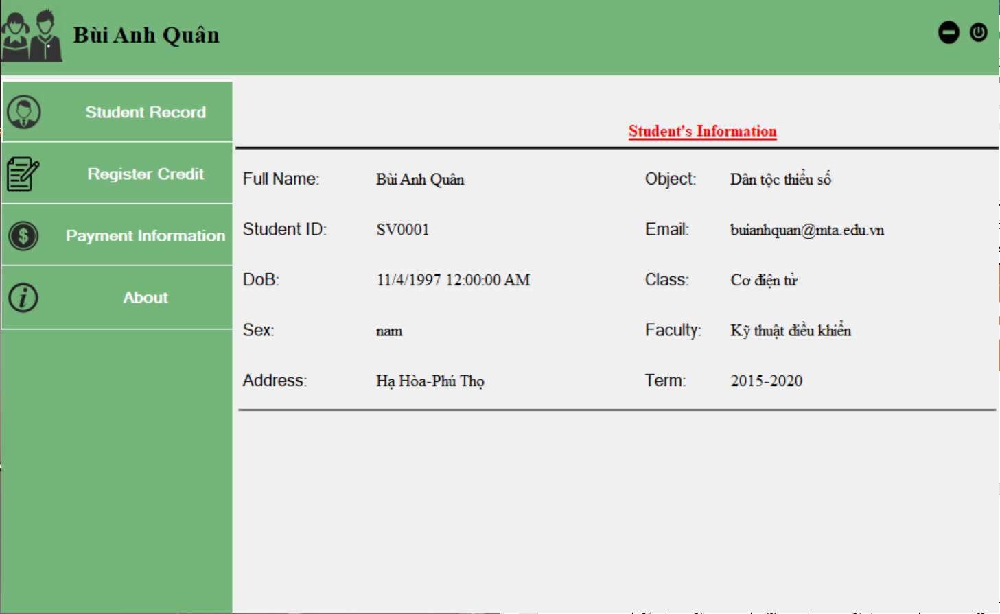 Bùi Anh Quân
Student Record
Register Credit
Payment Information
About
Student's Information
Full Name: Bùi Anh Quân Object: Dân tộc thiểu số
Student ID: SV0001 Email: buianhquan@mta.edu.vn
DoB: 11/4/1997 12:00:00 AM Class: Cơ điện tử
Sex: nam Faculty: Kỹ thuật điều khiển
Address: Hạ Hòa-Phú Thọ Term: 2015-2020